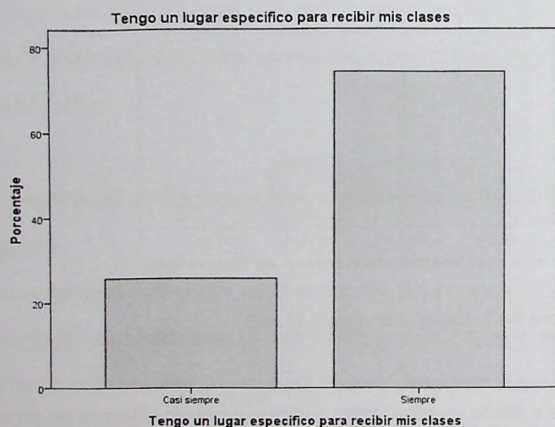 Tengo un lugar especifico para recibir mis clases
80
60
40
20
0
Porcentaje
Casi siempre
Siempre
Tengo un lugar especifico para recibir mis clases